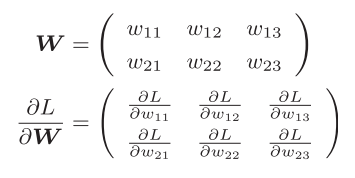 W = ( w₁₁ w₁₂ w₁₃
w₂₁ w₂₂ w₂₃ )
∂L/∂W = ( ∂L/∂w₁₁ ∂L/∂w₁₂ ∂L/∂w₁₃
∂L/∂w₂₁ ∂L/∂w₂₂ ∂L/∂w₂₃ )